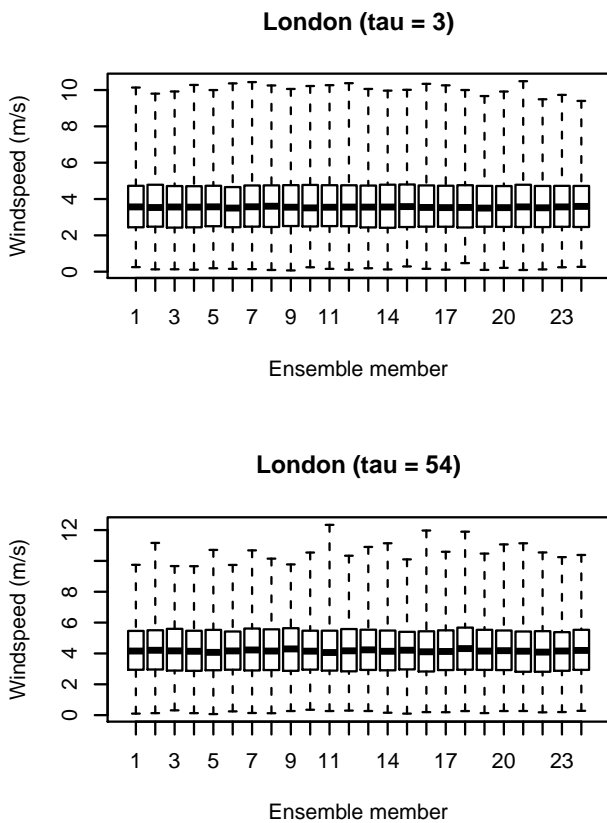 London (tau = 3)
Windspeed (m/s)
10
8
6
4
2
0
1 3 5 7 9 11 14 17 20 23
Ensemble member
London (tau = 54)
Windspeed (m/s)
12
8
6
4
2
0
1 3 5 7 9 11 14 17 20 23
Ensemble member